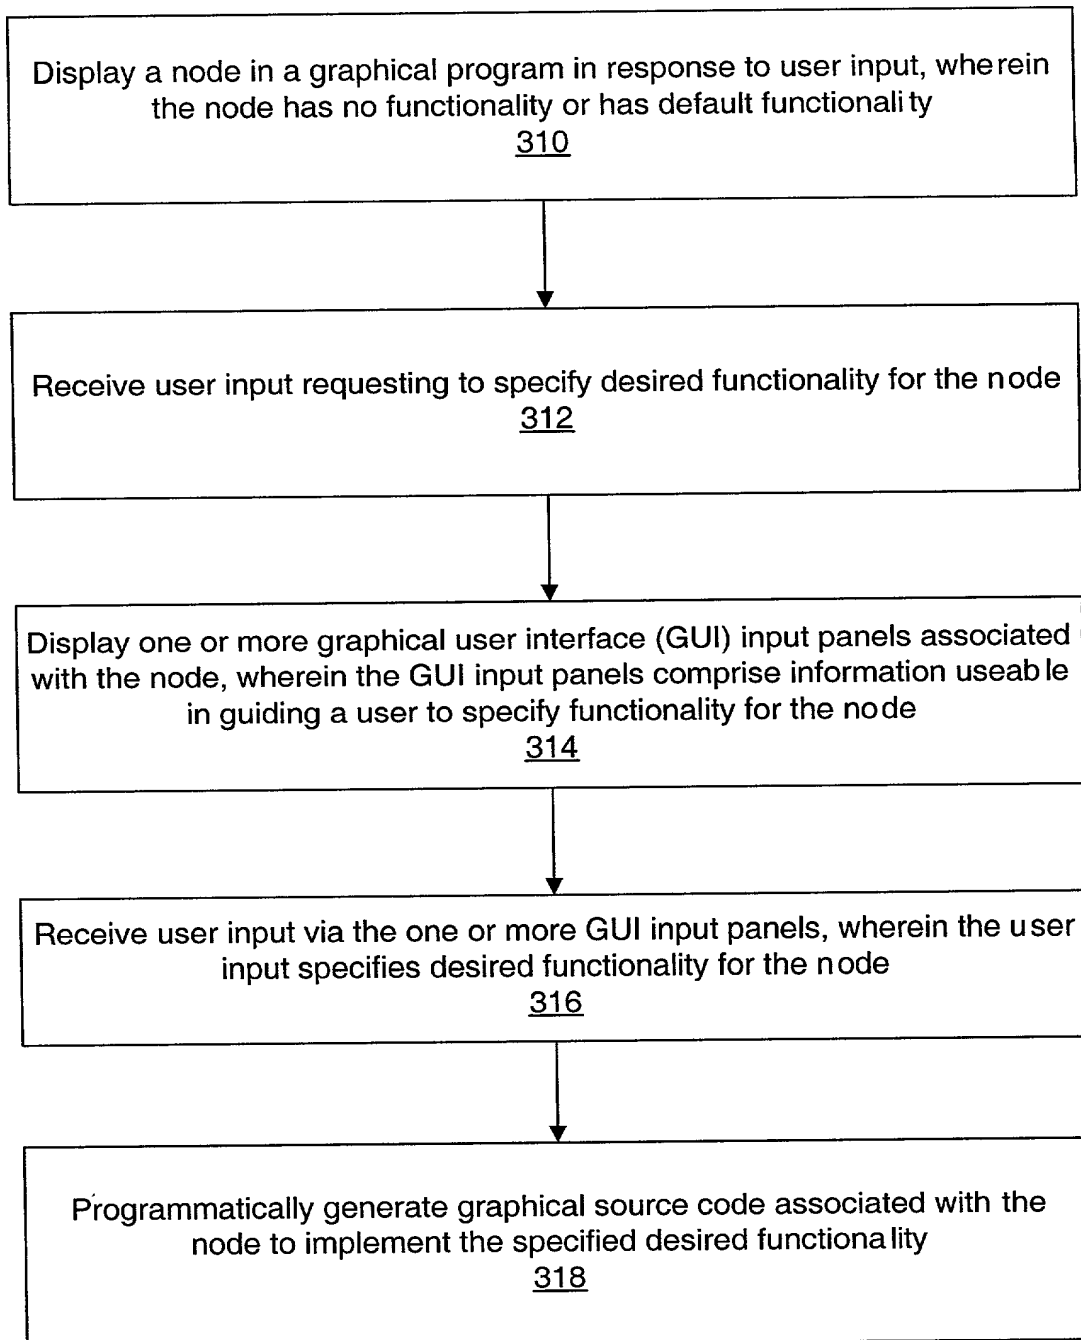 Display a node in a graphical program in response to user input, wherein
the node has no functionality or has default functionality
310
Receive user input requesting to specify desired functionality for the node
312
Display one or more graphical user interface (GUI) input panels associated
with the node, wherein the GUI input panels comprise information useable
in guiding a user to specify functionality for the node
314
Receive user input via the one or more GUI input panels, wherein the user
input specifies desired functionality for the node
316
Programmatically generate graphical source code associated with the
node to implement the specified desired functionality
318